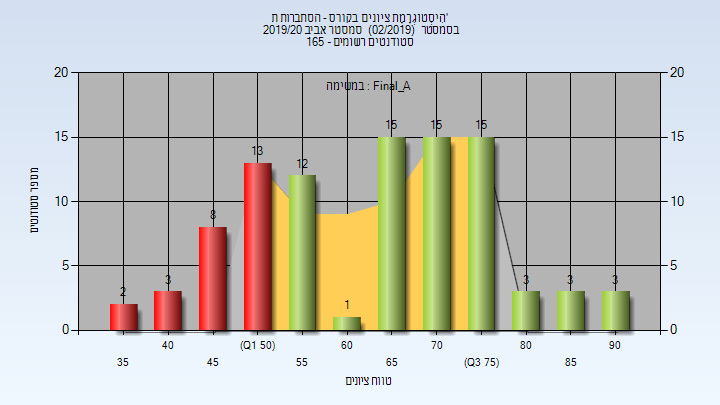 היסטוגרמת ציונים בקורס - הסתברות ת'
בסמסטר (02/2019) סמסטר אביב 2019/20
סטודנטים רשומים - 165
במשימה : Final_A
20 20
15 15
10 10
5 5
0 0
מספר סטודנטים
2 3 8 13 12 1 15 15 15 3 3 3
40 (Q1 50) 60 70 80 90
35 45 55 65 (Q3 75) 85
טווח ציונים